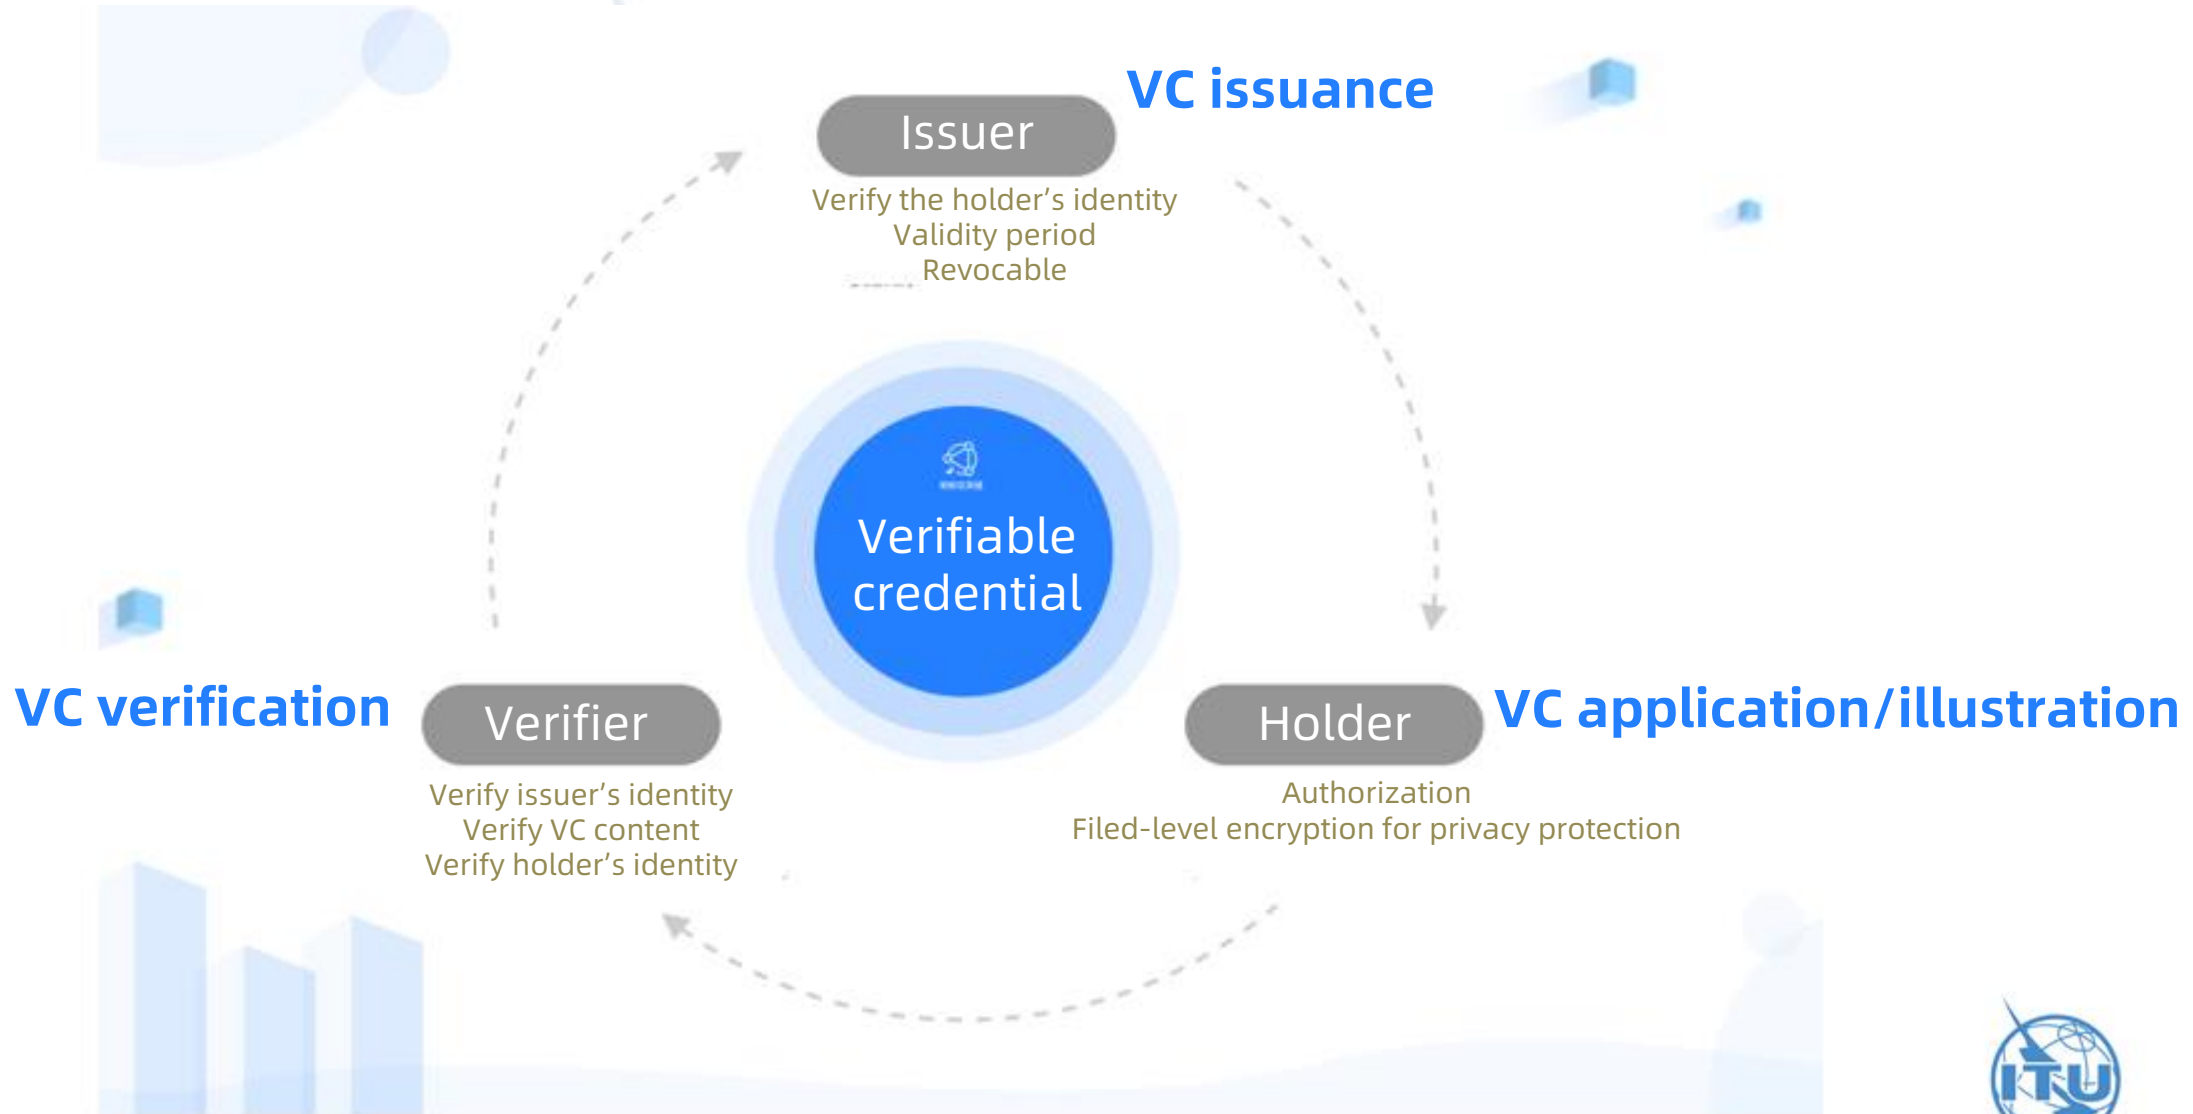 VC issuance
Issuer
Verify the holder’s identity
Validity period
Revocable
Verifiable
credential
VC verification
Verifier
Verify issuer’s identity
Verify VC content
Verify holder’s identity
Holder
VC application/illustration
Authorization
Filed-level encryption for privacy protection
ITU